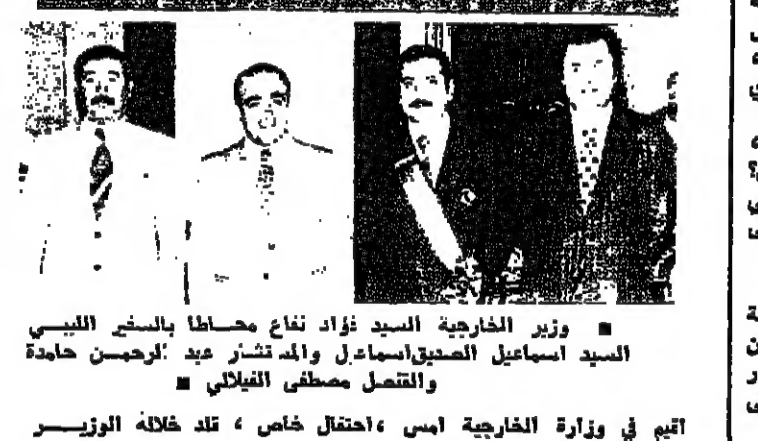 ■ وزير الخارجية السيد فؤاد نفاع محاطا بالسفير الليبي
السيد اسماعيل الصديق اسماعيل والمستشار عبد الرحمن حامدة
والقنصل مصطفى الفيلالي ■
اقيم في وزارة الخارجية امس ، احتفال خاص ، قلد خلاله الوزير